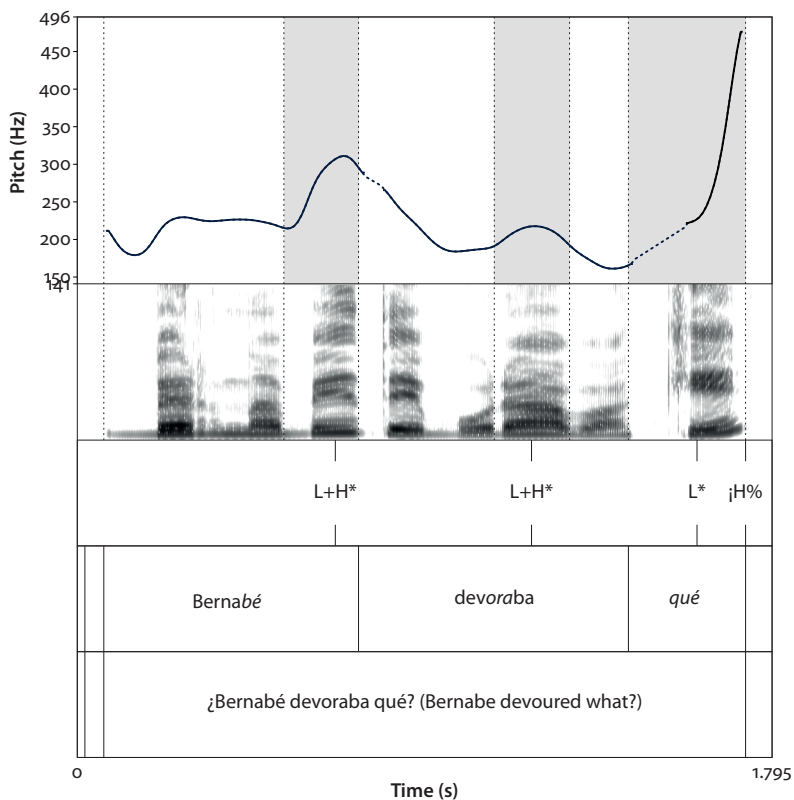 496
450
400
350
300
250
200
150
141
Pitch (Hz)
L+H* L+H* L* ¡H%
Bernabé devoraba qué
¿Bernabé devoraba qué? (Bernabe devoured what?)
0 1.795
Time (s)